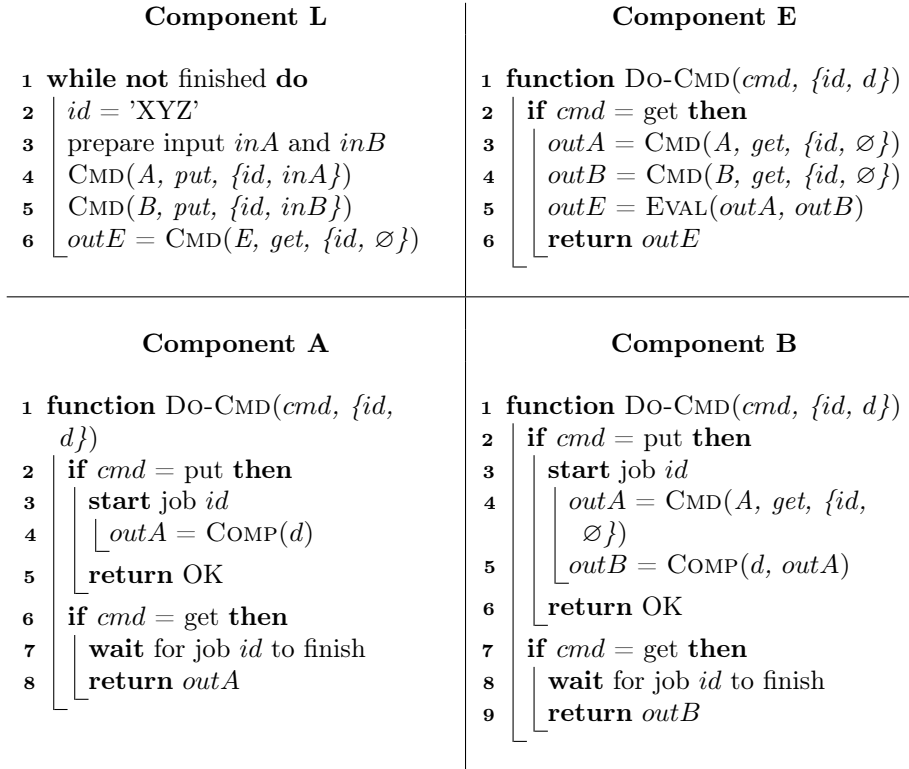 Component L
1 while not finished do
2 id = 'XYZ'
3 prepare input inA and inB
4 CMD(A, put, {id, inA})
5 CMD(B, put, {id, inB})
6 outE = CMD(E, get, {id, ∅})
Component E
1 function DO-CMD(cmd, {id, d})
2 if cmd = get then
3 outA = CMD(A, get, {id, ∅})
4 outB = CMD(B, get, {id, ∅})
5 outE = EVAL(outA, outB)
6 return outE
Component A
1 function DO-CMD(cmd, {id,
d})
2 if cmd = put then
3 start job id
4 outA = COMP(d)
5 return OK
6 if cmd = get then
7 wait for job id to finish
8 return outA
Component B
1 function DO-CMD(cmd, {id, d})
2 if cmd = put then
3 start job id
4 outA = CMD(A, get, {id,
∅})
5 outB = COMP(d, outA)
6 return OK
7 if cmd = get then
8 wait for job id to finish
9 return outB